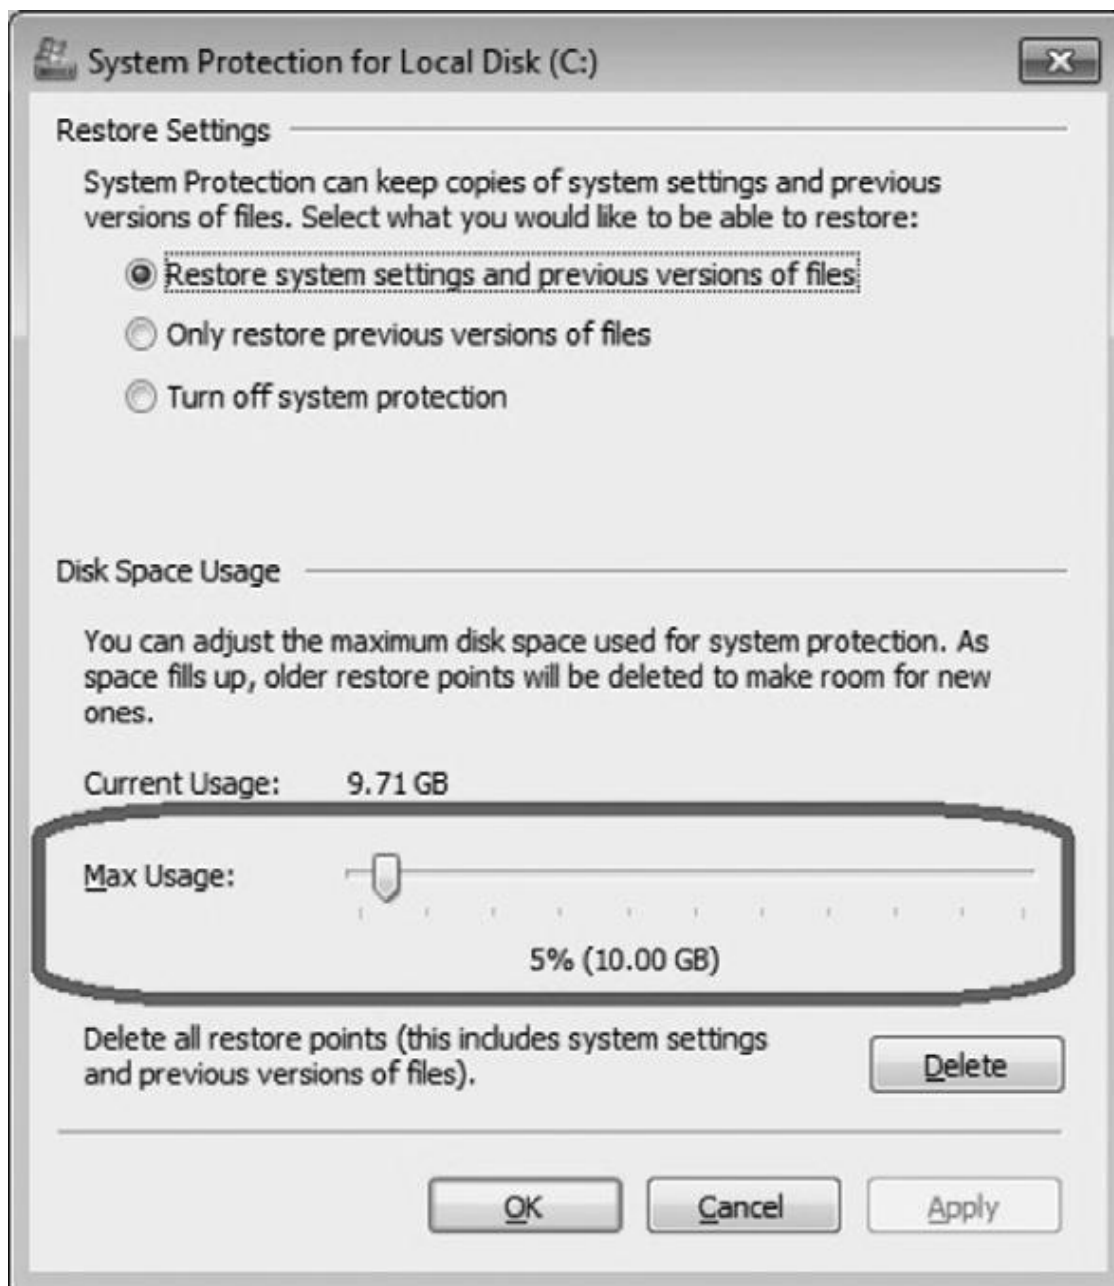 System Protection for Local Disk (C:)
Restore Settings
System Protection can keep copies of system settings and previous
versions of files. Select what you would like to be able to restore:
Restore system settings and previous versions of files
Only restore previous versions of files
Turn off system protection
Disk Space Usage
You can adjust the maximum disk space used for system protection. As
space fills up, older restore points will be deleted to make room for new
ones.
Current Usage: 9.71 GB
Max Usage:
5% (10.00 GB)
Delete all restore points (this includes system settings
and previous versions of files).
Delete
OK Cancel Apply